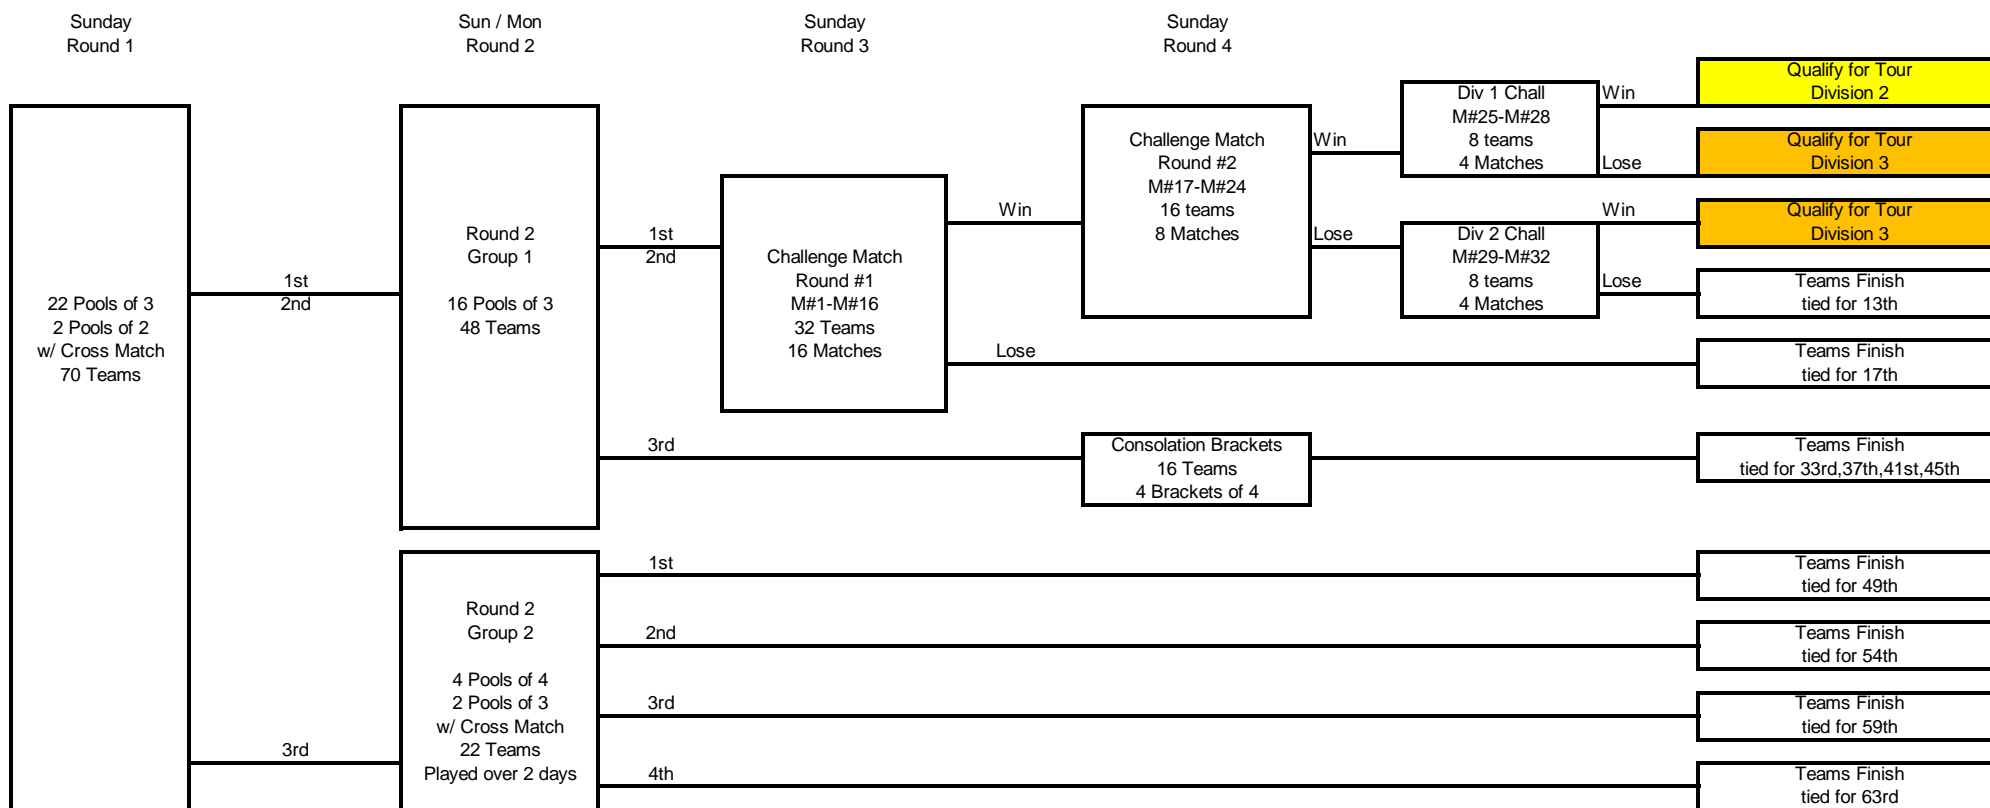 Sunday
Round 1
Sun / Mon
Round 2
Sunday
Round 3
Sunday
Round 4
22 Pools of 3
2 Pools of 2
w/ Cross Match
70 Teams
1st
2nd
3rd
Round 2
Group 1
16 Pools of 3
48 Teams
1st
2nd
3rd
Challenge Match
Round #1
M#1-M#16
32 Teams
16 Matches
Win
Lose
Challenge Match
Round #2
M#17-M#24
16 teams
8 Matches
Win
Lose
Div 1 Chall
M#25-M#28
8 teams
4 Matches
Win
Lose
Div 2 Chall
M#29-M#32
8 teams
4 Matches
Win
Lose
Qualify for Tour
Division 2
Qualify for Tour
Division 3
Qualify for Tour
Division 3
Teams Finish
tied for 13th
Teams Finish
tied for 17th
Consolation Brackets
16 Teams
4 Brackets of 4
Teams Finish
tied for 33rd,37th,41st,45th
Round 2
Group 2
4 Pools of 4
2 Pools of 3
w/ Cross Match
22 Teams
Played over 2 days
1st
2nd
3rd
4th
Teams Finish
tied for 49th
Teams Finish
tied for 54th
Teams Finish
tied for 59th
Teams Finish
tied for 63rd